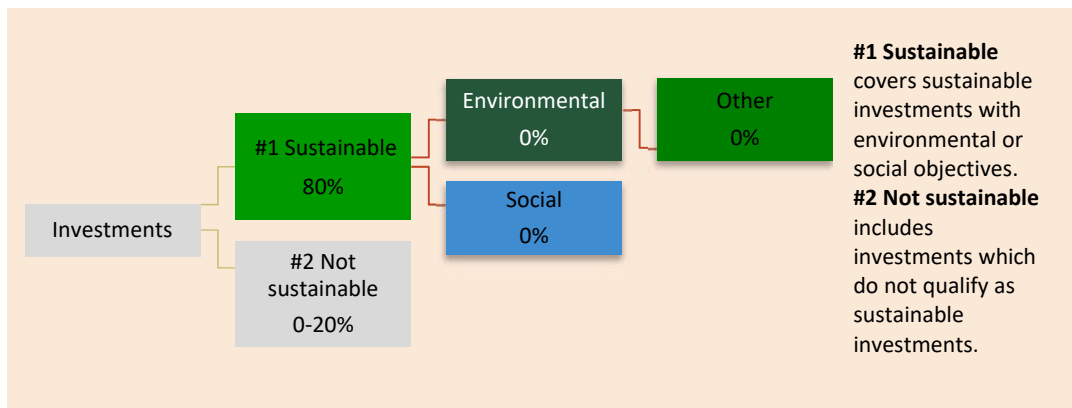 Investments
#1 Sustainable
80%
#2 Not
sustainable
0-20%
Environmental
0%
Social
0%
Other
0%
#1 Sustainable
covers sustainable
investments with
environmental or
social objectives.
#2 Not sustainable
includes
investments which
do not qualify as
sustainable
investments.